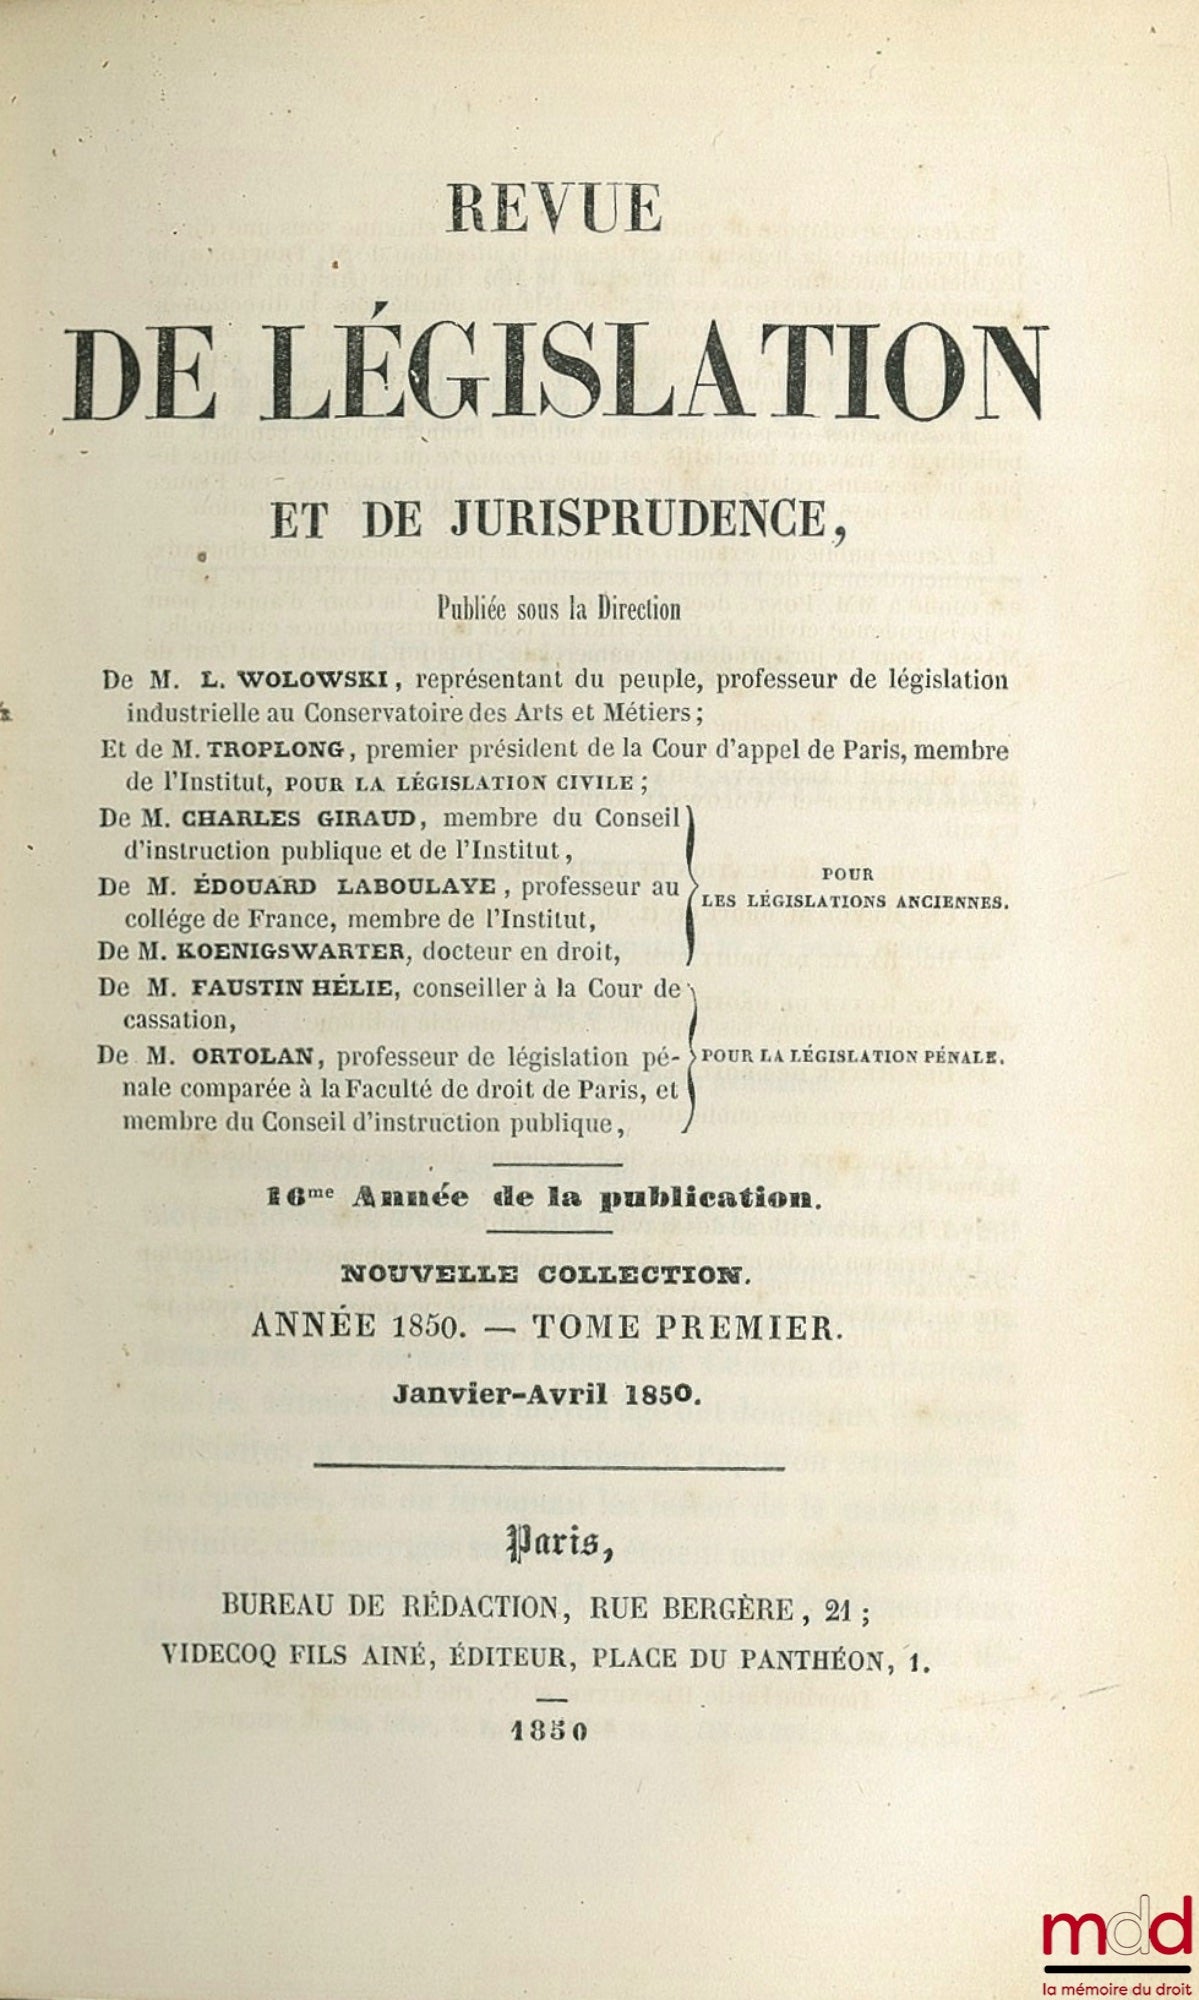 REVUE
DE LÉGISLATION
ET DE JURISPRUDENCE,
Publiée sous la Direction
De M. L. WOLOWSKI, représentant du peuple, professeur de législation
industrielle au Conservatoire des Arts et Métiers;
Et de M. TROPLONG, premier président de la Cour d'appel de Paris, membre
de l'Institut, POUR LA LÉGISLATION CIVILE;
De M. CHARLES GIRAUD, membre du Conseil
d'instruction publique et de l'Institut,
De M. ÉDOUARD LABOULAYE, professeur au
collége de France, membre de l'Institut,
De M. KOENIGSWARTER, docteur en droit,
POUR
LES LÉGISLATIONS ANCIENNES.
De M. FAUSTIN HÉLIE, conseiller à la Cour de
cassation,
De M. ORTOLAN, professeur de législation pé-
nale comparée à la Faculté de droit de Paris, et
membre du Conseil d'instruction publique,
POUR LA LÉGISLATION PÉNALE.
16me Année de la publication.
NOUVELLE COLLECTION.
ANNÉE 1850. — TOME PREMIER.
Janvier-Avril 1850.
Paris,
BUREAU DE RÉDACTION, RUE BERGÈRE, 21;
VIDECOQ FILS AINÉ, ÉDITEUR, PLACE DU PANTHÉON, 1.
1850
mdd
la mémoire du droit